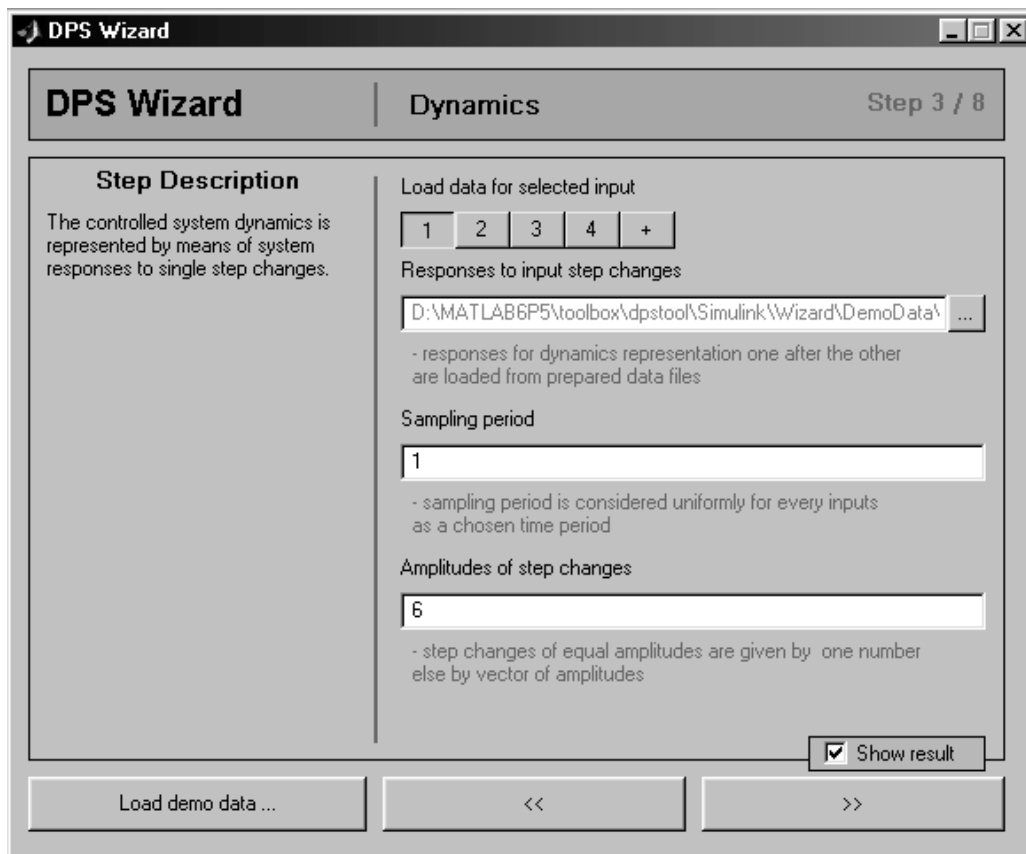 DPS Wizard
DPS Wizard
Dynamics
Step 3 / 8
Step Description
The controlled system dynamics is
represented by means of system
responses to single step changes.
Load data for selected input
1 2 3 4 +
Responses to input step changes
D:\MATLAB6P5\toolbox\dpstool\Simulink\Wizard\DemoData\ ...
- responses for dynamics representation one after the other
are loaded from prepared data files
Sampling period
1
- sampling period is considered uniformly for every inputs
as a chosen time period
Amplitudes of step changes
6
- step changes of equal amplitudes are given by one number
else by vector of amplitudes
Show result
Load demo data ... << >>